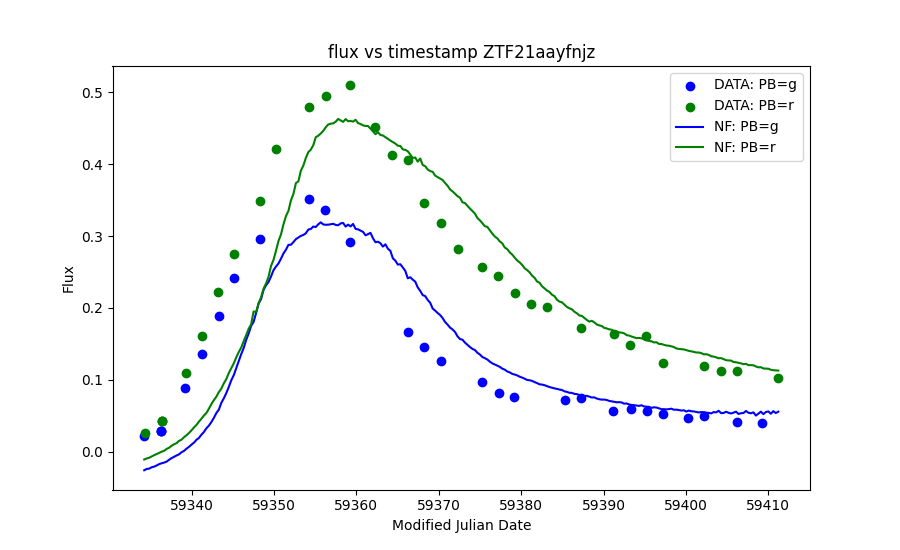 flux vs timestamp ZTF21aayfnjz
DATA: PB=g
DATA: PB=r
NF: PB=g
NF: PB=r
Flux
0.5
0.4
0.3
0.2
0.1
0.0
59340 59350 59360 59370 59380 59390 59400 59410
Modified Julian Date